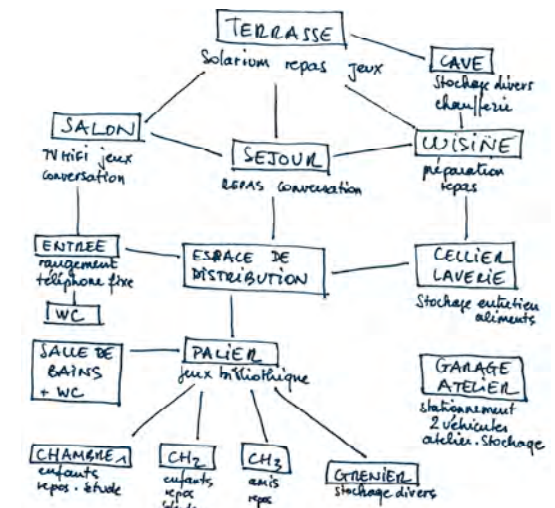 TERRASSE
Solarium repas jeux
CAVE
Stockage divers
chaufferie
SALON
TV HIFI jeux
conversation
SEJOUR
REPAS conversation
CUISINE
préparation
repas
ENTREE
rangement
téléphone fixe
WC
ESPACE DE
DISTRIBUTION
CELLIER
LAVERIE
Stockage entretien
aliments
SALLE DE
BAINS
+ WC
PALIER
jeux bibliothèque
GARAGE
ATELIER
stationnement
2 véhicules
atelier. Stockage
CHAMBRE 1
enfants
repos. étude
CH2
enfants
repos
étude
CH3
amis
repos
GRENIER
stockage divers